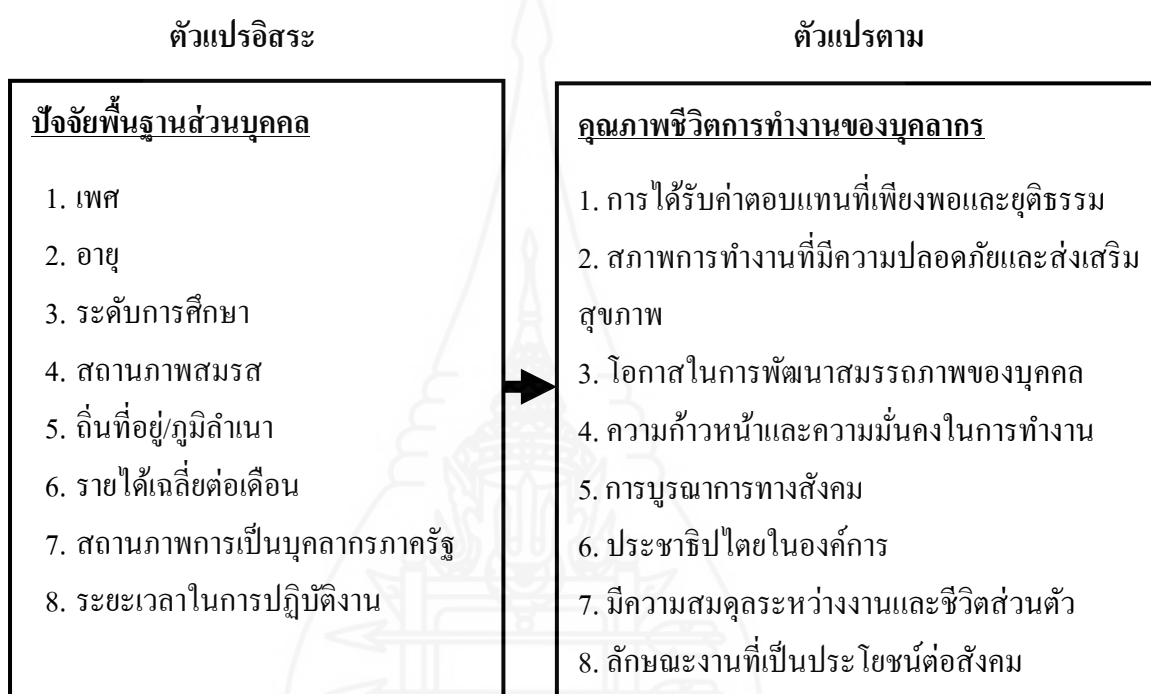 ตัวแปรอิสระ
ตัวแปรตาม
ปัจจัยพื้นฐานส่วนบุคคล
1. เพศ
2. อายุ
3. ระดับการศึกษา
4. สถานภาพสมรส
5. ถิ่นที่อยู่/ภูมิลำเนา
6. รายได้เฉลี่ยต่อเดือน
7. สถานภาพการเป็นบุคลากรภาครัฐ
8. ระยะเวลาในการปฏิบัติงาน
คุณภาพชีวิตการทำงานของบุคลากร
1. การได้รับค่าตอบแทนที่เพียงพอและยุติธรรม
2. สภาพการทำงานที่มีความปลอดภัยและส่งเสริม
สุขภาพ
3. โอกาสในการพัฒนาสมรรถภาพของบุคคล
4. ความก้าวหน้าและความมั่นคงในการทำงาน
5. การบูรณาการทางสังคม
6. ประชาธิปไตยในองค์การ
7. มีความสมดุลระหว่างงานและชีวิตส่วนตัว
8. ลักษณะงานที่เป็นประโยชน์ต่อสังคม